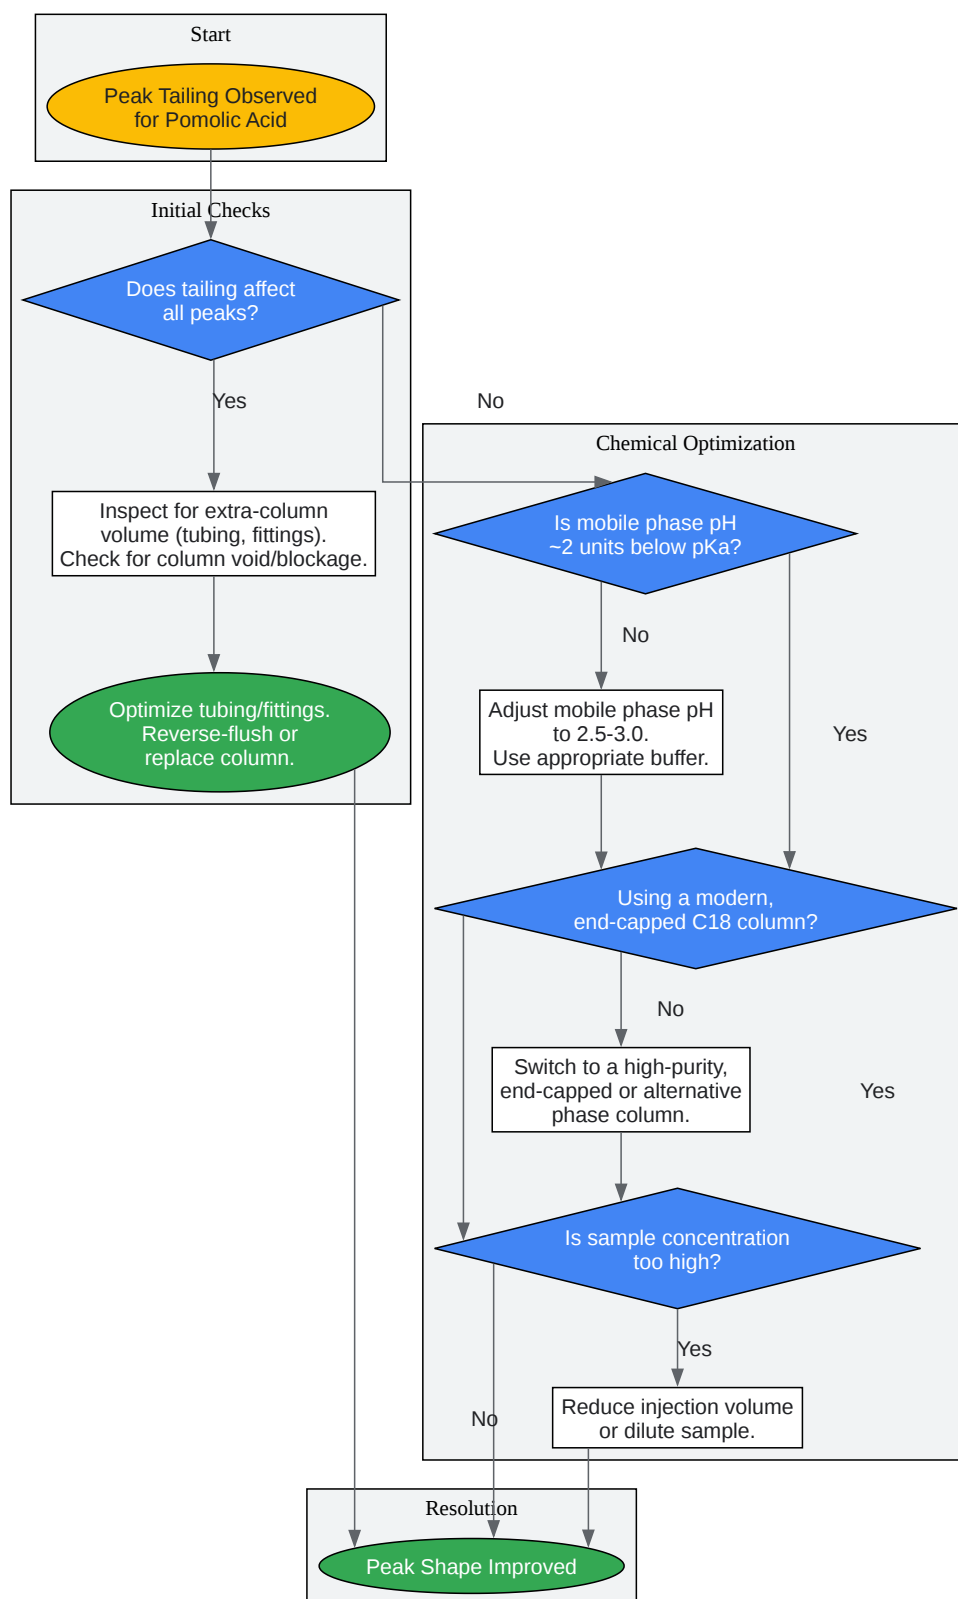 Start
Peak Tailing Observed
for Pomolic Acid
Initial Checks
Does tailing affect
all peaks?
Yes
No
Inspect for extra-column
volume (tubing, fittings).
Check for column void/blockage.
Optimize tubing/fittings.
Reverse-flush or
replace column.
Chemical Optimization
Is mobile phase pH
~2 units below pKa?
No
Yes
Adjust mobile phase pH
to 2.5-3.0.
Use appropriate buffer.
Using a modern,
end-capped C18 column?
No
Yes
Switch to a high-purity,
end-capped or alternative
phase column.
Is sample concentration
too high?
Yes
No
Reduce injection volume
or dilute sample.
Resolution
Peak Shape Improved